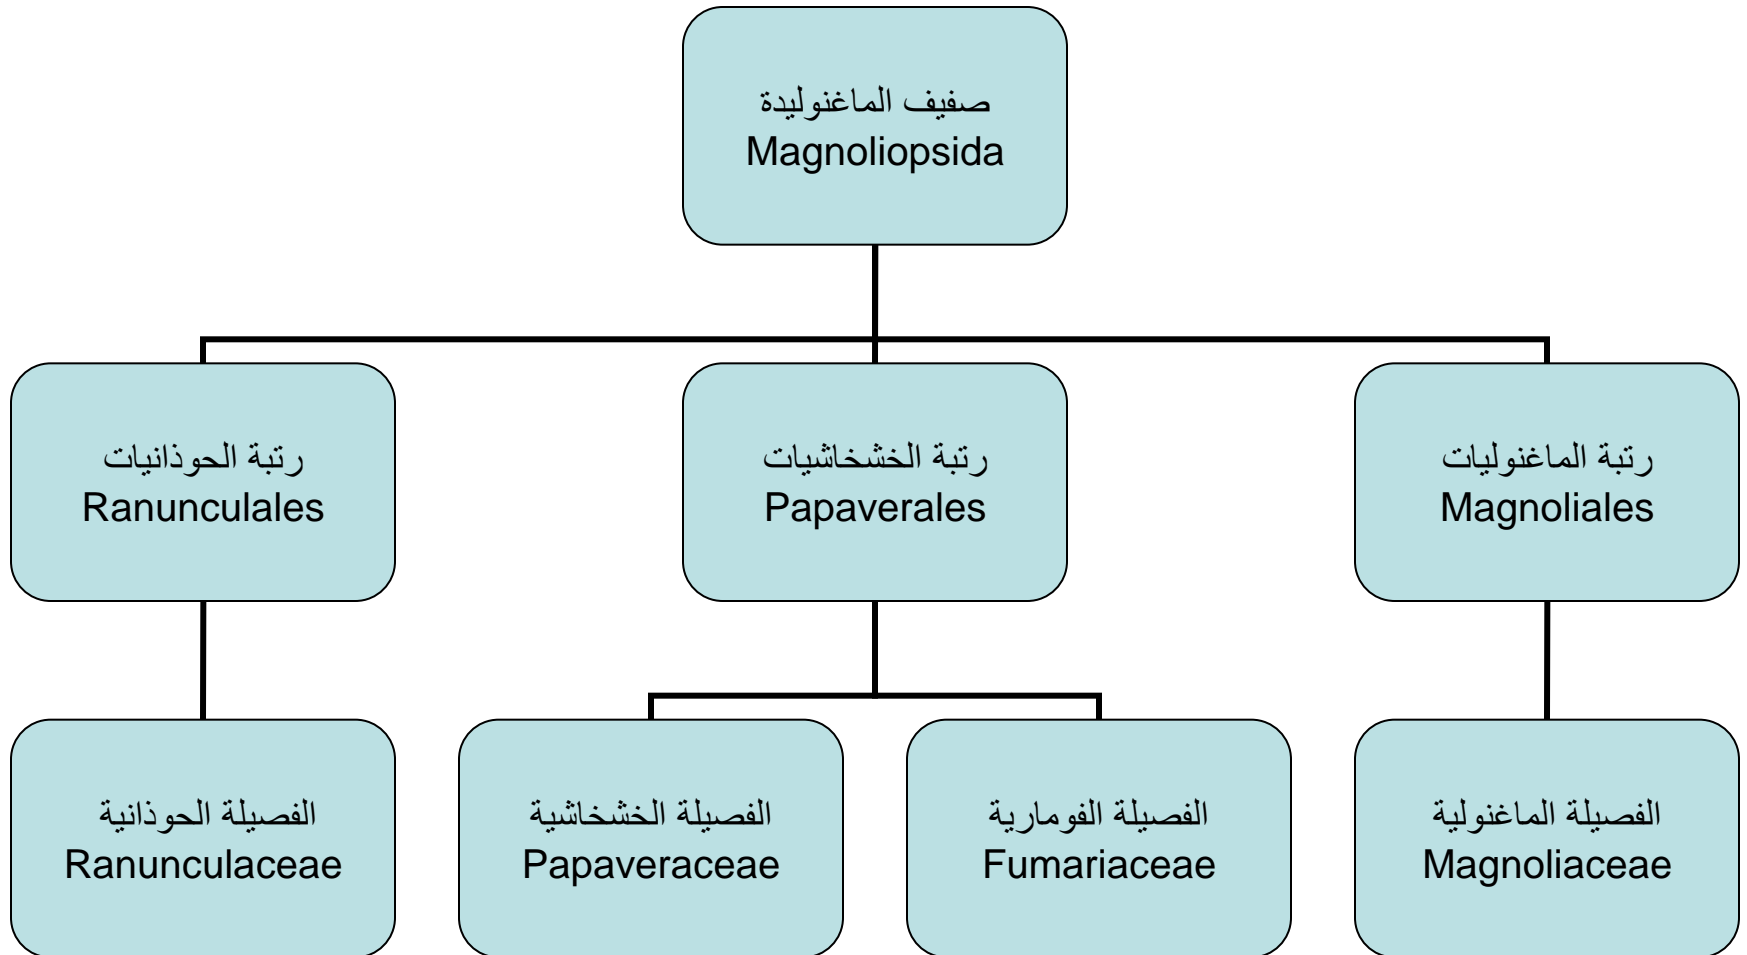 صفيف الماغنوليدة
Magnoliopsida
رتبة الماغنوليات
Magnoliales
رتبة الخشخاشيات
Papaverales
رتبة الحوذانيات
Ranunculales
الفصيلة الماغنولية
Magnoliaceae
الفصيلة الفومارية
Fumariaceae
الفصيلة الخشخاشية
Papaveraceae
الفصيلة الحوذانية
Ranunculaceae